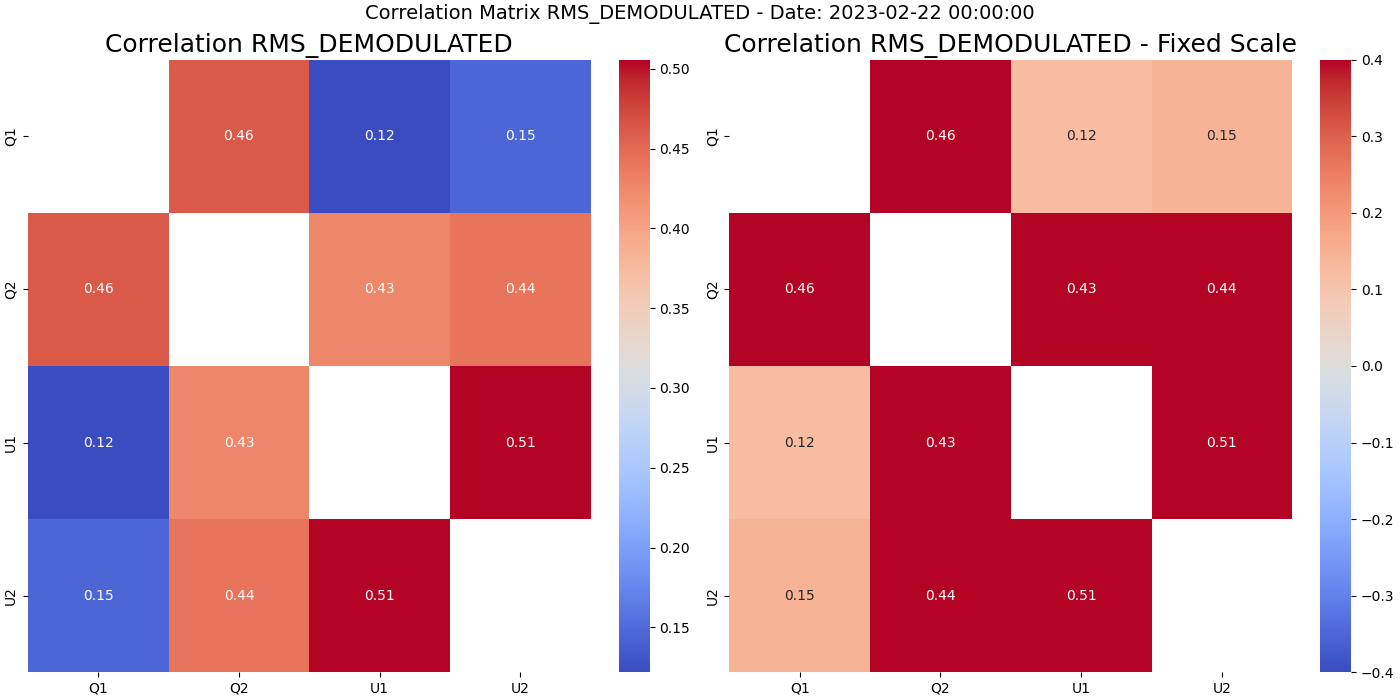 Correlation Matrix RMS_DEMODULATED - Date: 2023-02-22 00:00:00
Correlation RMS_DEMODULATED
Q1
0.46
0.12
0.15
Q2
0.46
0.43
0.44
U1
0.12
0.43
0.51
U2
0.15
0.44
0.51
Q1
Q2
U1
U2
0.50
0.45
0.40
0.35
0.30
0.25
0.20
0.15
Correlation RMS_DEMODULATED - Fixed Scale
Q1
0.46
0.12
0.15
Q2
0.46
0.43
0.44
U1
0.12
0.43
0.51
U2
0.15
0.44
0.51
Q1
Q2
U1
U2
0.4
0.3
0.2
0.1
0.0
−0.1
−0.2
−0.3
−0.4